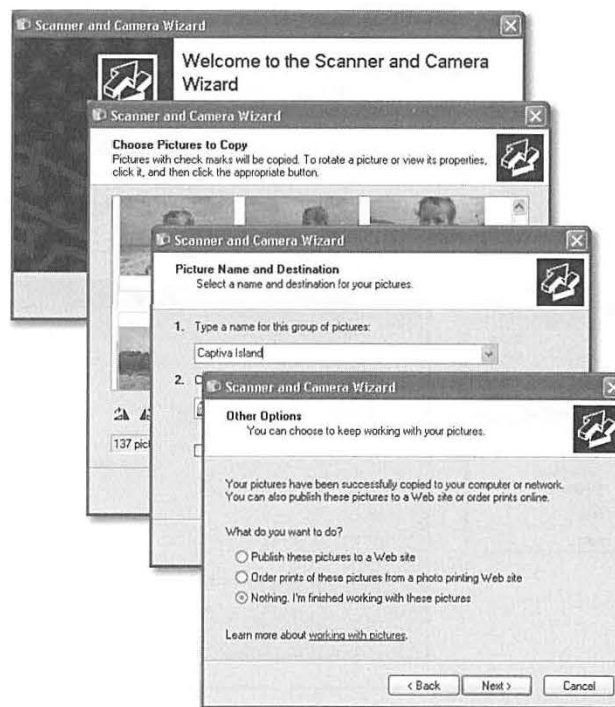 Scanner and Camera Wizard
Welcome to the Scanner and Camera
Wizard
Scanner and Camera Wizard
Choose Pictures to Copy
Pictures with check marks will be copied. To rotate a picture or view its properties,
click it, and then click the appropriate button.
Scanner and Camera Wizard
Picture Name and Destination
Select a name and destination for your pictures.
1. Type a name for this group of pictures:
Captiva Island
2.
137
Scanner and Camera Wizard
Other Options
You can choose to keep working with your pictures.
Your pictures have been successfully copied to your computer or network.
You can also publish these pictures to a Web site or order prints online.
What do you want to do?
Publish these pictures to a Web site
Order prints of these pictures from a photo printing Web site
Nothing. I'm finished working with these pictures
Learn more about working with pictures.
< Back Next > Cancel